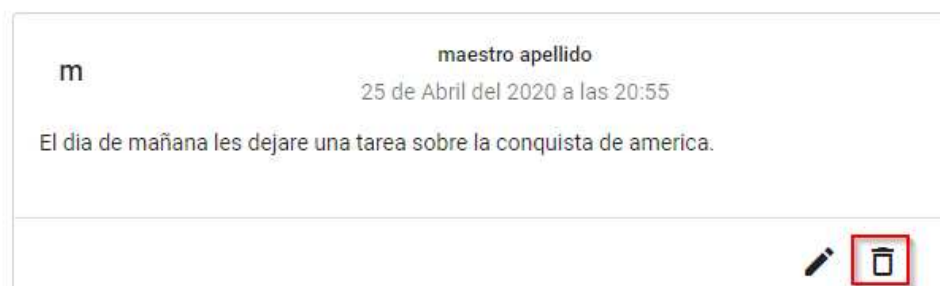 m
maestro apellido
25 de Abril del 2020 a las 20:55
El dia de mañana les dejare una tarea sobre la conquista de america.